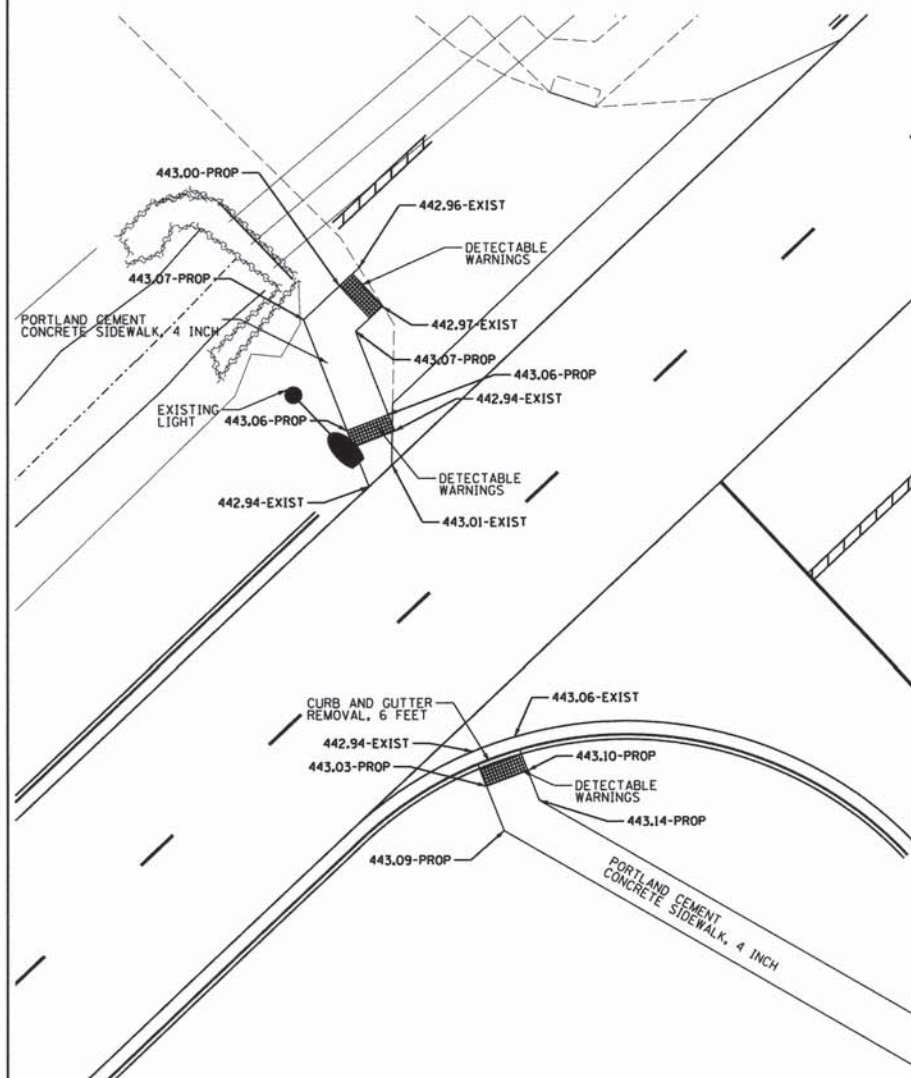 443.00-PROP
442.96-EXIST
DETECTABLE
WARNINGS
443.07-PROP
PORTLAND CEMENT
CONCRETE SIDEWALK, 4 INCH
442.97-EXIST
443.07-PROP
443.06-PROP
442.94-EXIST
EXISTING
LIGHT
443.06-PROP
DETECTABLE
WARNINGS
442.94-EXIST
443.01-EXIST
CURB AND GUTTER
REMOVAL, 6 FEET
443.06-EXIST
442.94-EXIST
443.03-PROP
443.10-PROP
DETECTABLE
WARNINGS
443.14-PROP
443.09-PROP
PORTLAND CEMENT
CONCRETE SIDEWALK, 4 INCH